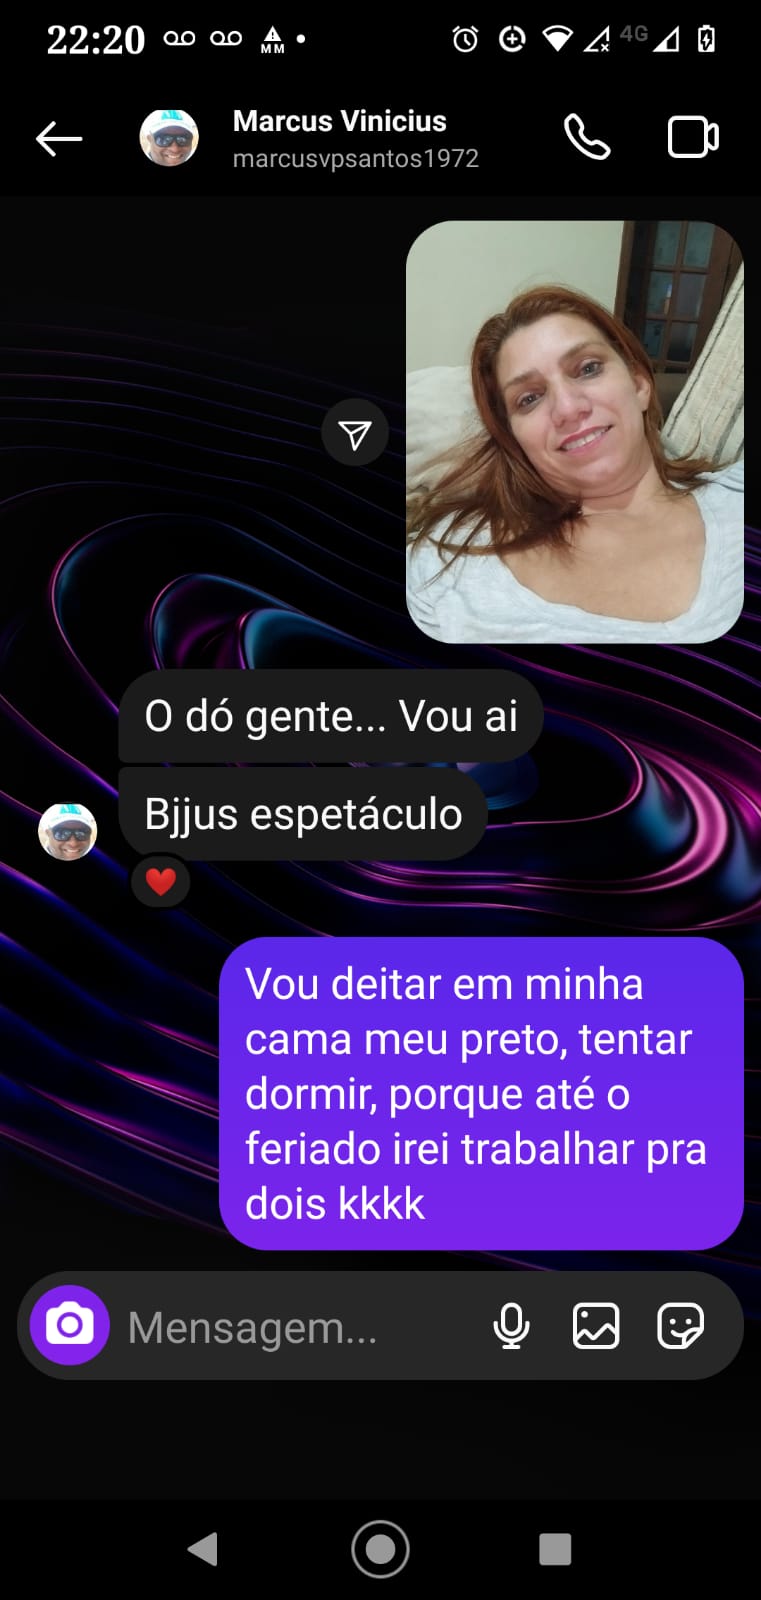 22:20
MM
4G
Marcus Vinicius
marcusvpsantos1972
O dó gente... Vou ai
Bjjus espetáculo
Vou deitar em minha
cama meu preto, tentar
dormir, porque até o
feriado irei trabalhar pra
dois kkkk
Mensagem...